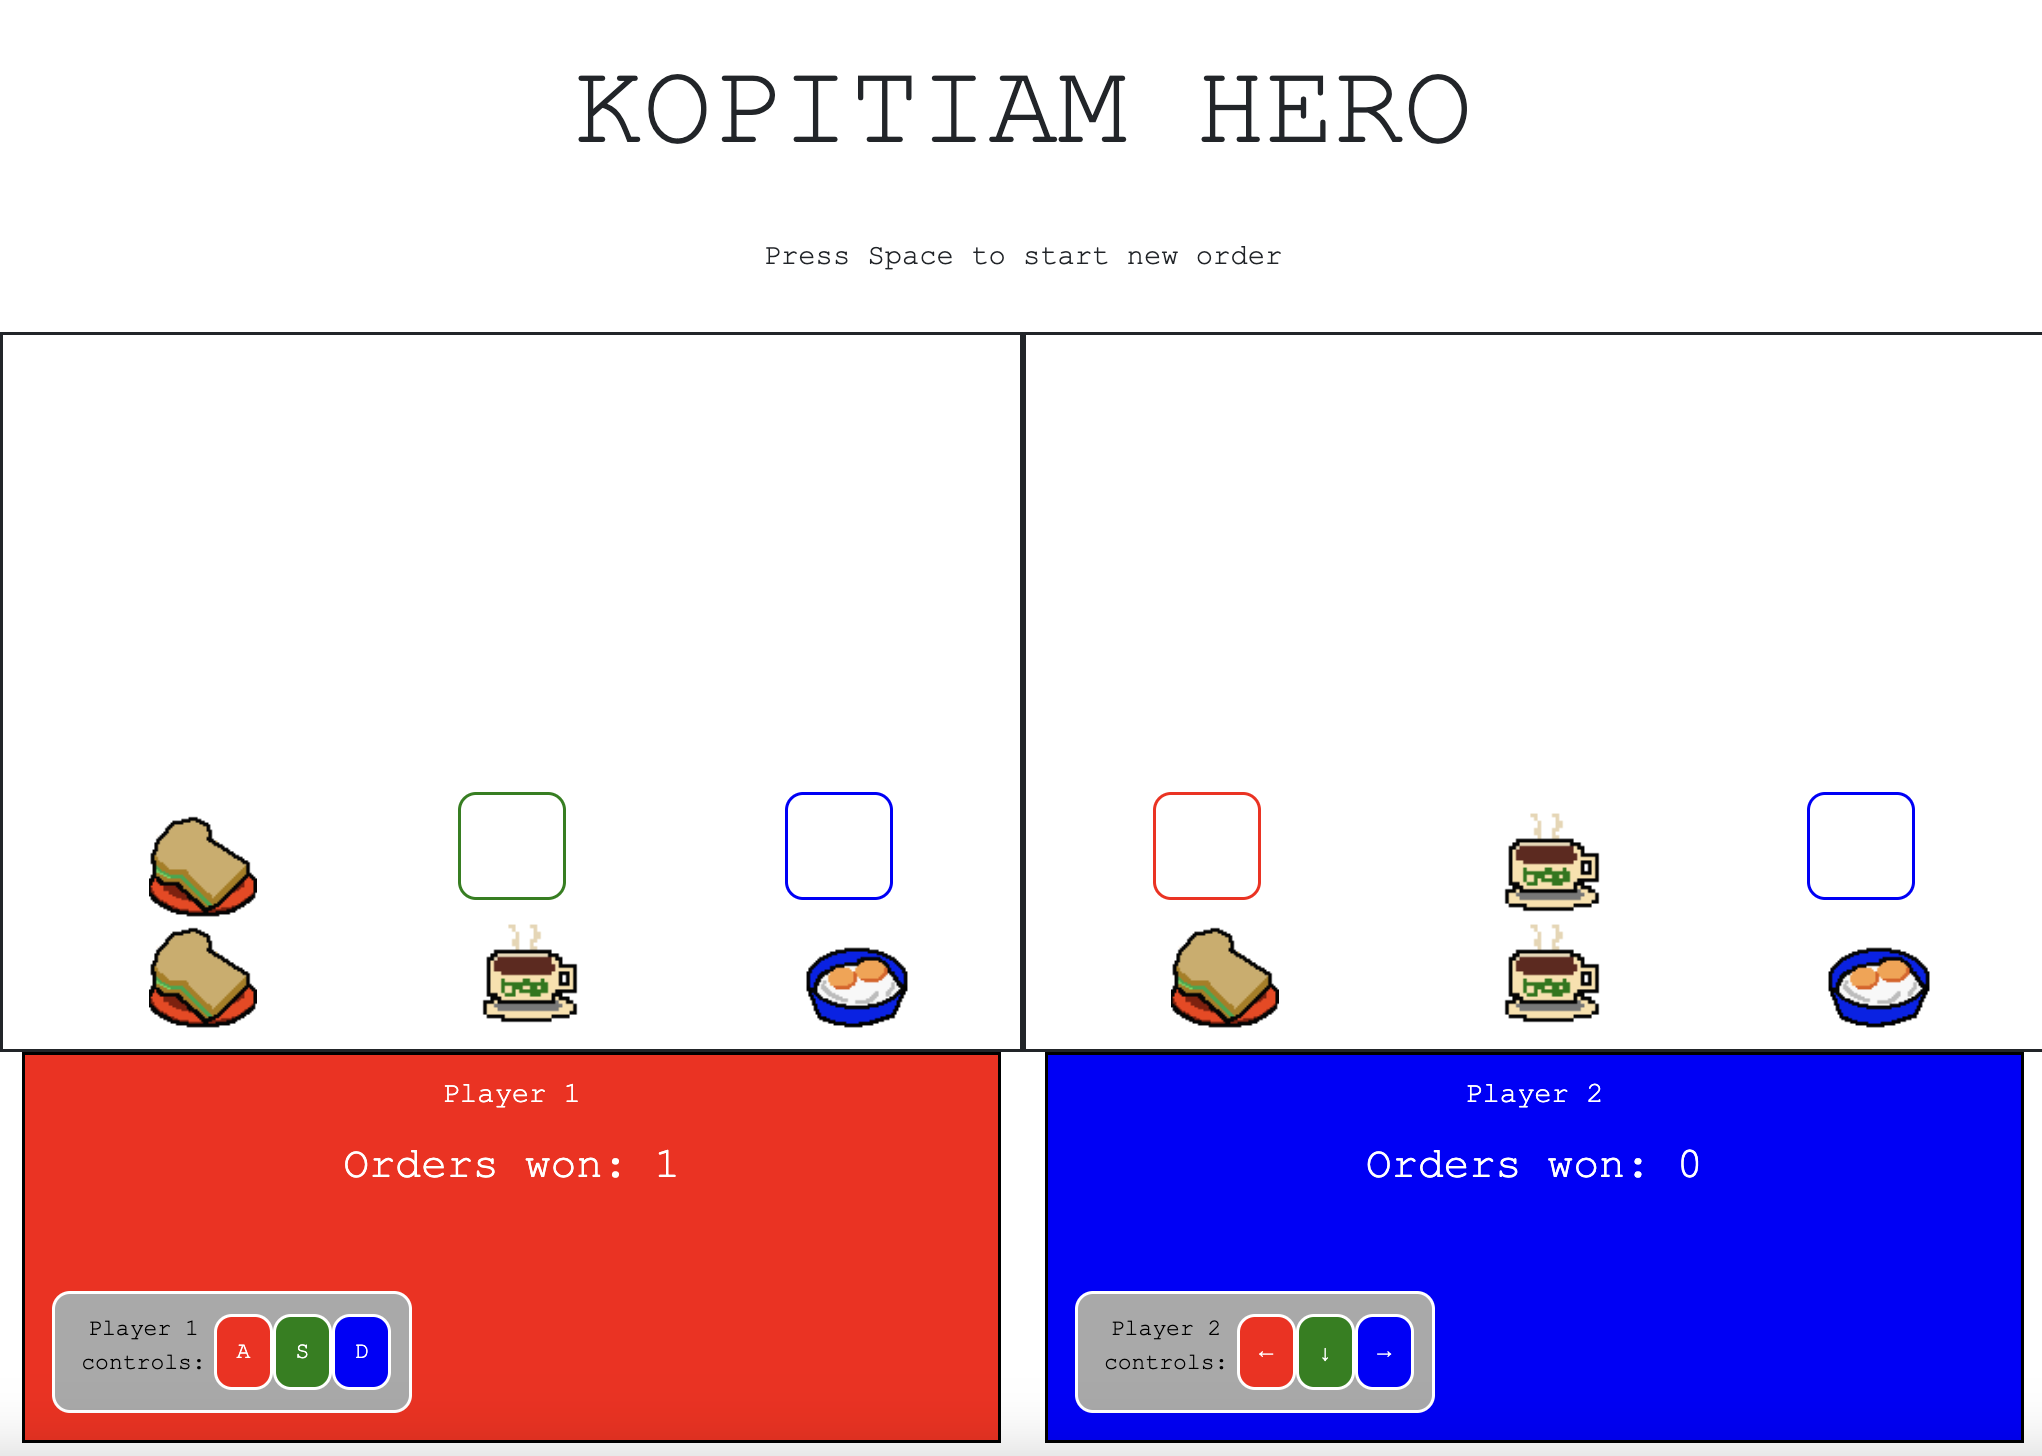 KOPITIAM HERO
Press Space to start new order
Player 1
Orders won: 1
Player 1
controls:
A S D
Player 2
Orders won: 0
Player 2
controls:
← ↓ →